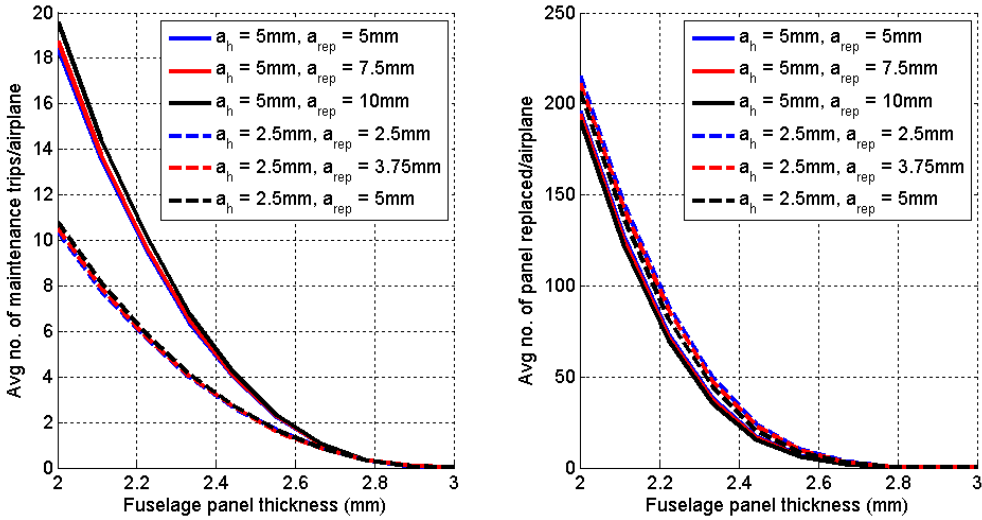 Avg no. of maintenance trips/airplane
20
18
16
14
12
10
8
6
4
2
0
2
2.2
2.4
2.6
2.8
3
Fuselage panel thickness (mm)
a_h = 5mm, a_rep = 5mm
a_h = 5mm, a_rep = 7.5mm
a_h = 5mm, a_rep = 10mm
a_h = 2.5mm, a_rep = 2.5mm
a_h = 2.5mm, a_rep = 3.75mm
a_h = 2.5mm, a_rep = 5mm
Avg no. of panel replaced/airplane
250
200
150
100
50
0
2
2.2
2.4
2.6
2.8
3
Fuselage panel thickness (mm)
a_h = 5mm, a_rep = 5mm
a_h = 5mm, a_rep = 7.5mm
a_h = 5mm, a_rep = 10mm
a_h = 2.5mm, a_rep = 2.5mm
a_h = 2.5mm, a_rep = 3.75mm
a_h = 2.5mm, a_rep = 5mm